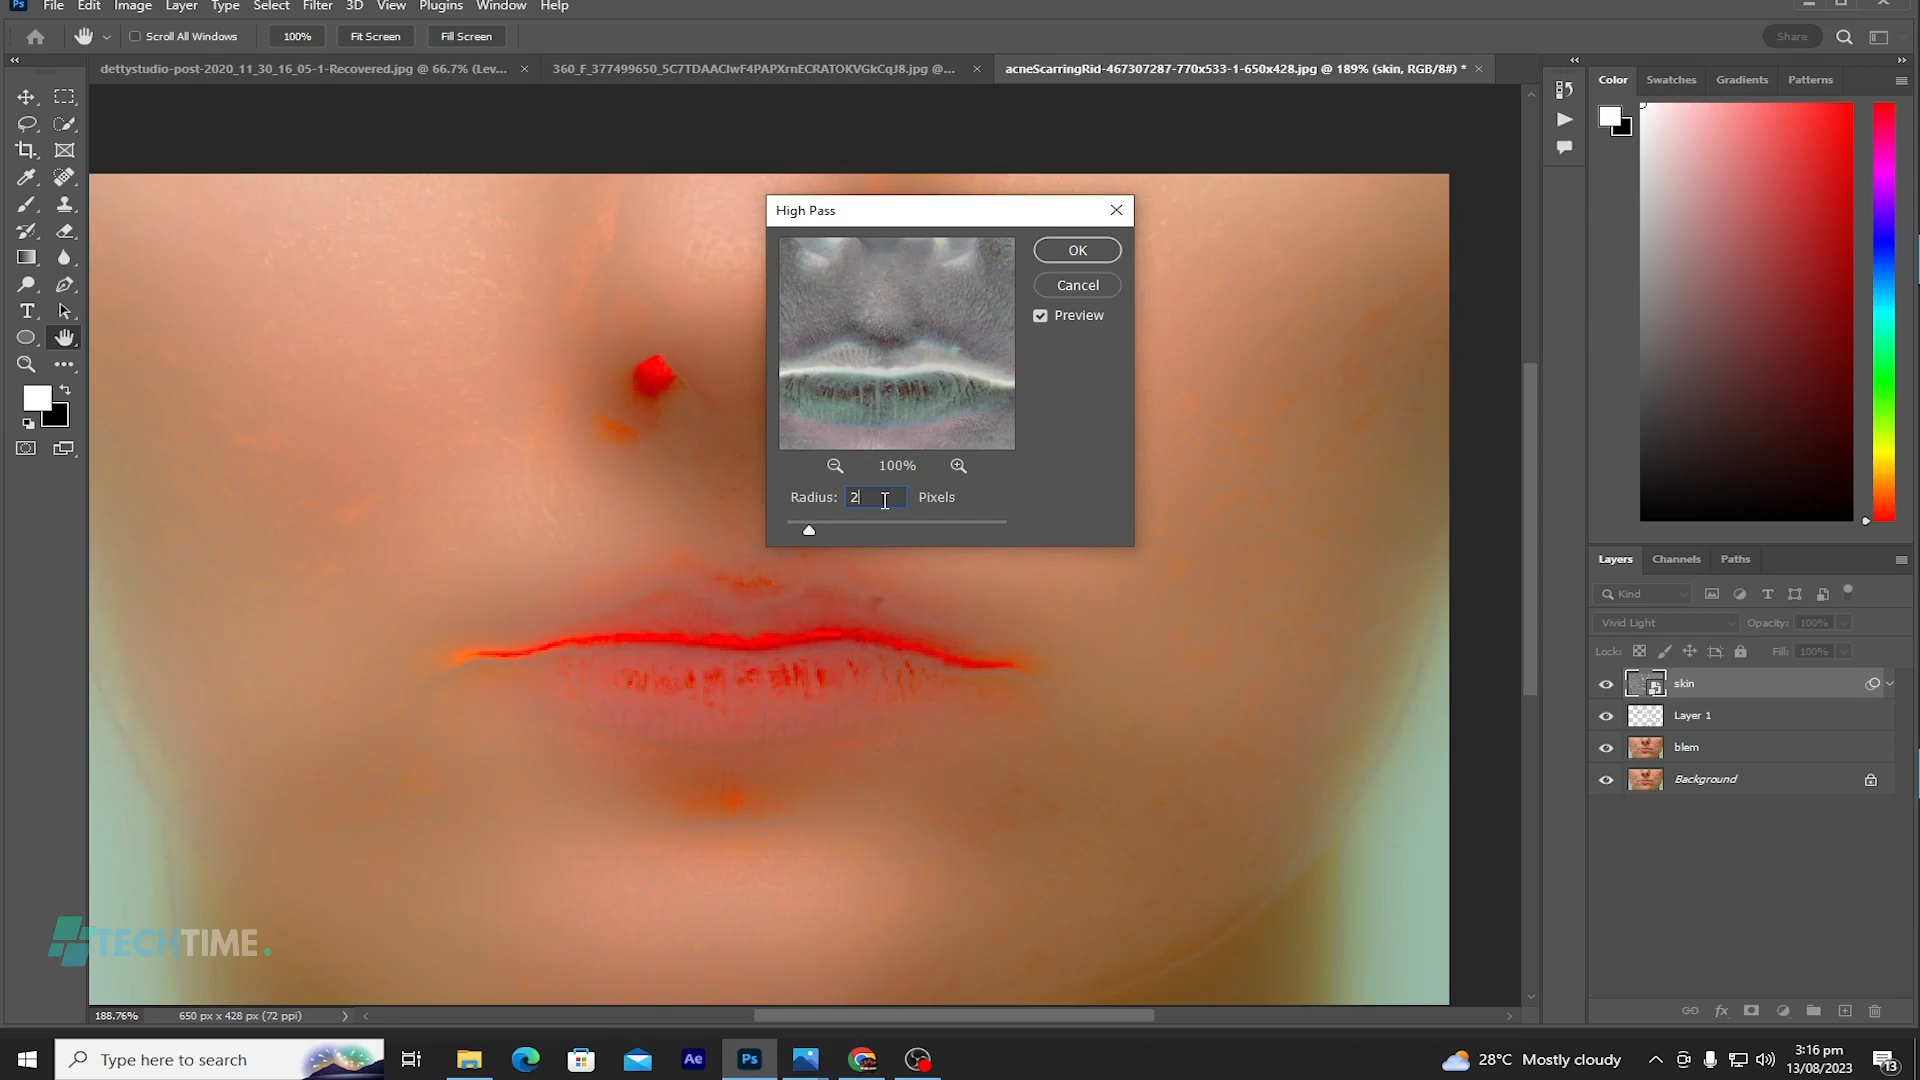 File Edit Image Layer Type Select Filter 3D View Plugins Window Help
Scroll All Windows 100% Fit Screen Fill Screen Share
dettystudio-post-2020_11_30_16_05-1-Recovered.jpg @ 66.7% (Lev...
acneScarringRid-467307287-770x533-1-650x428.jpg @ 189% (skin, RGB/8#) *
Color Swatches Gradients Patterns
High Pass
OK
Cancel
Preview
100%
Radius: 2 Pixels
Layers Channels Paths
Kind
Vivid Light Opacity: 100%
Lock: Fill: 100%
skin
Layer 1
blem
Background
TECHTIME.
188.76% 650 px x 428 px (72 ppi)
Type here to search
Ae Ps
28°C Mostly cloudy
3:16 pm
13/08/2023
13